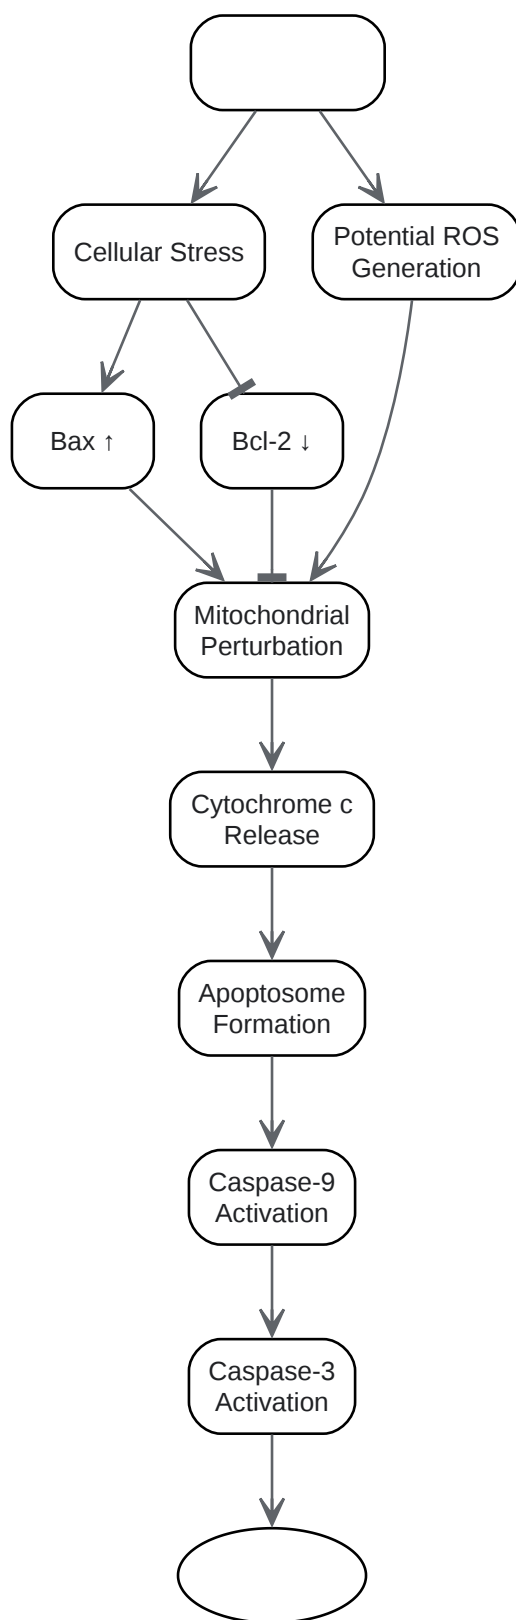 Cellular Stress
Potential ROS
Generation
Bax ↑
Bcl-2 ↓
Mitochondrial
Perturbation
Cytochrome c
Release
Apoptosome
Formation
Caspase-9
Activation
Caspase-3
Activation